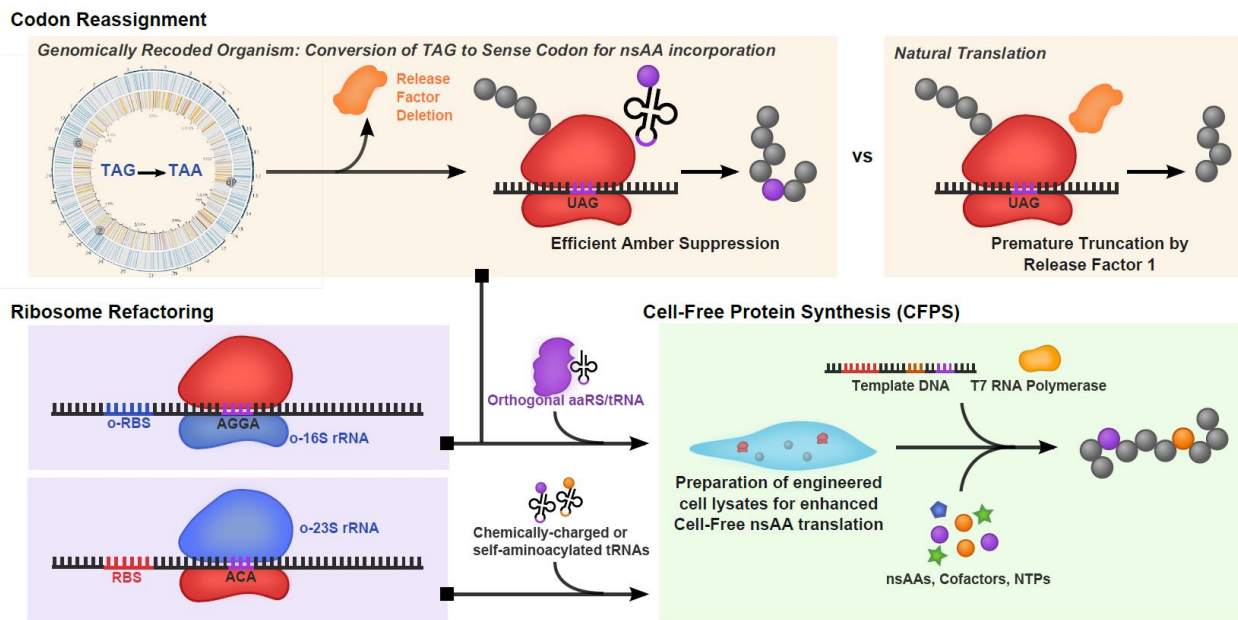 Codon Reassignment
Genomically Recoded Organism: Conversion of TAG to Sense Codon for nsAA incorporation
TAG
TAA
Release
Factor
Deletion
UAG
Efficient Amber Suppression
vs
Natural Translation
UAG
Premature Truncation by
Release Factor 1
Ribosome Refactoring
o-RBS
AGGA
o-16S rRNA
o-23S rRNA
RBS
ACA
Orthogonal aaRS/tRNA
Chemically-charged or
self-aminoacylated tRNAs
Cell-Free Protein Synthesis (CFPS)
Template DNA
T7 RNA Polymerase
Preparation of engineered
cell lysates for enhanced
Cell-Free nsAA translation
nsAAs, Cofactors, NTPs